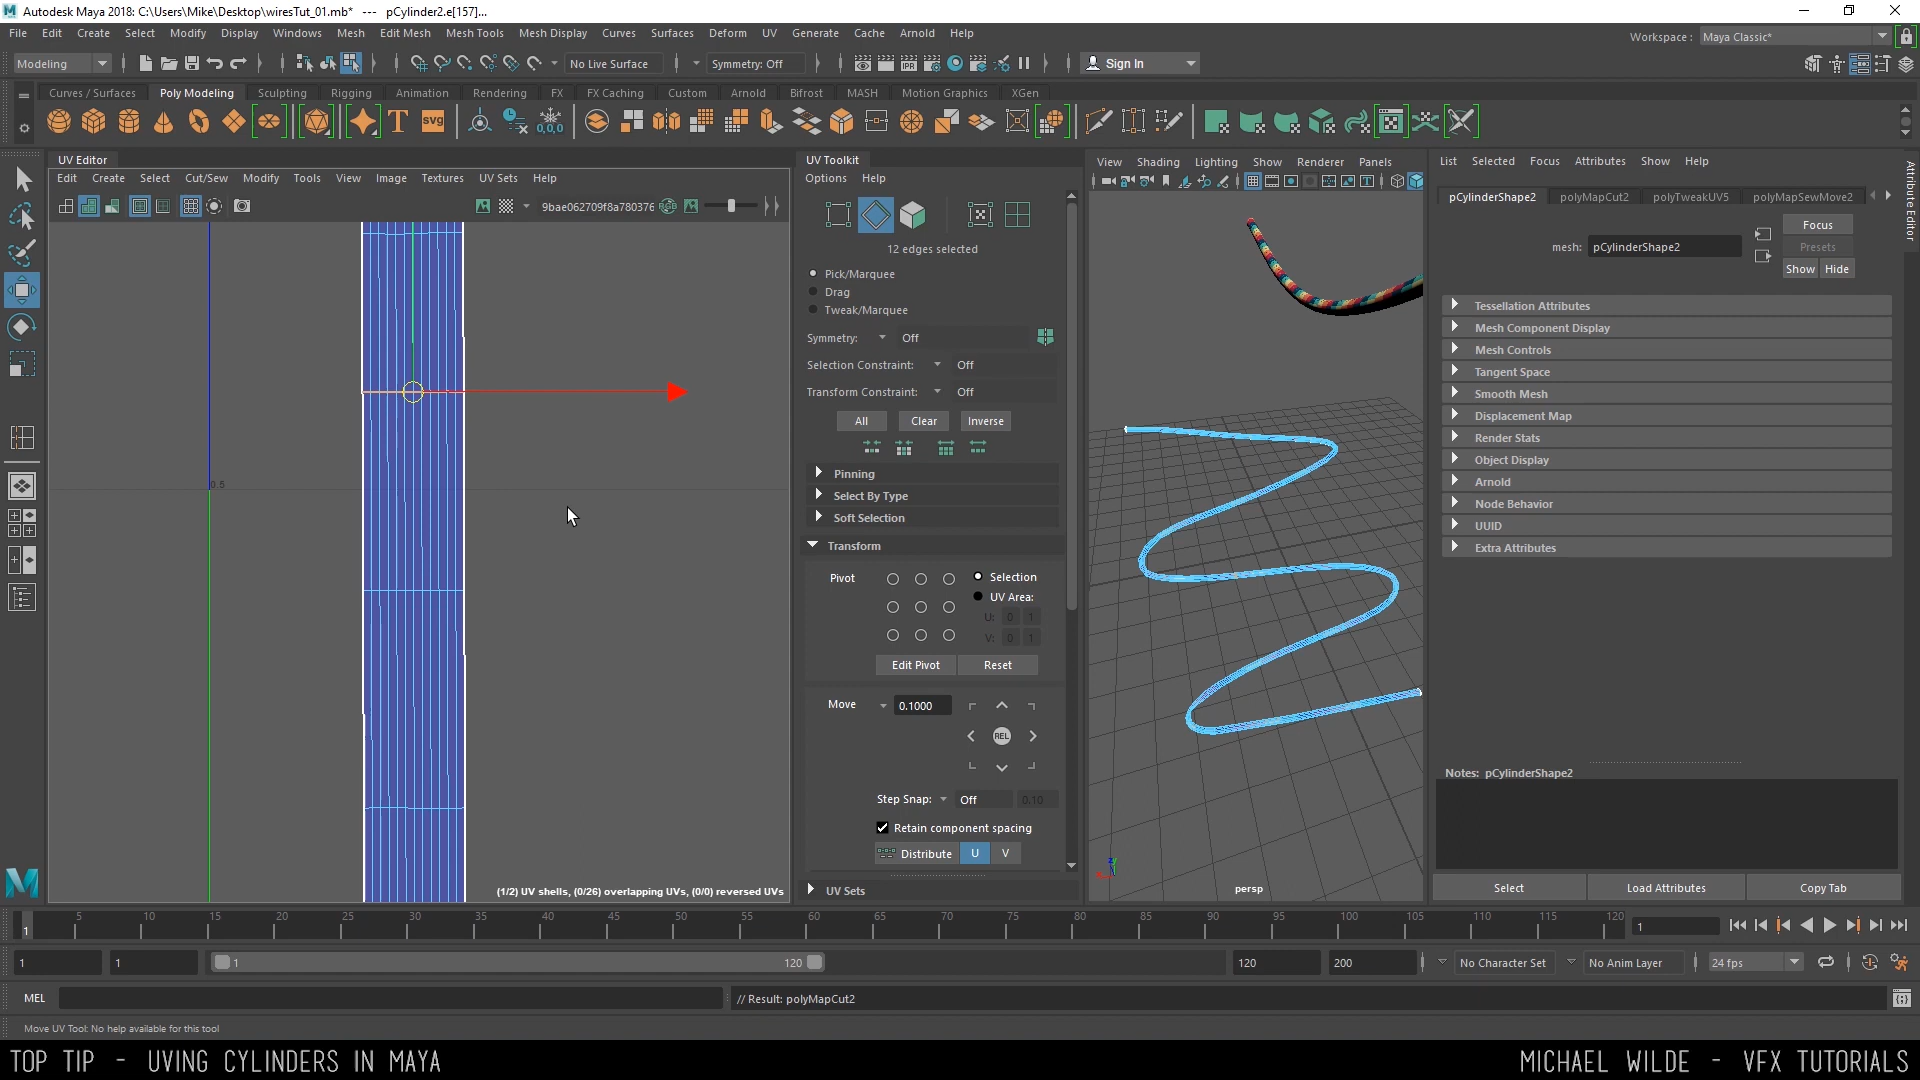 Autodesk Maya 2018: C:\Users\Mike\Desktop\wiresTut_01.mb* --- pCylinder2.e[157]...
File Edit Create Select Modify Display Windows Mesh Edit Mesh Mesh Tools Mesh Display Curves Surfaces Deform UV Generate Cache Arnold Help
Workspace : Maya Classic*
Modeling No Live Surface Symmetry: Off Sign In
Curves / Surfaces Poly Modeling Sculpting Rigging Animation Rendering FX FX Caching Custom Arnold Bifrost MASH Motion Graphics XGen
UV Editor
Edit Create Select Cut/Sew Modify Tools View Image Textures UV Sets Help
9bae062709f8a780376
0.5
(1/2) UV shells, (0/26) overlapping UVs, (0/0) reversed UVs
UV Toolkit
Options Help
12 edges selected
Pick/Marquee
Drag
Tweak/Marquee
Symmetry: Off
Selection Constraint: Off
Transform Constraint: Off
All Clear Inverse
Pinning
Select By Type
Soft Selection
Transform
Pivot Selection
UV Area:
U: 0 1
V: 0 1
Edit Pivot Reset
Move 0.1000
REL
Step Snap: Off 0.10
Retain component spacing
Distribute U V
UV Sets
View Shading Lighting Show Renderer Panels
persp
List Selected Focus Attributes Show Help
pCylinderShape2 polyMapCut2 polyTweakUV5 polyMapSewMove2
mesh: pCylinderShape2
Focus
Presets
Show Hide
Tessellation Attributes
Mesh Component Display
Mesh Controls
Tangent Space
Smooth Mesh
Displacement Map
Render Stats
Object Display
Arnold
Node Behavior
UUID
Extra Attributes
Notes: pCylinderShape2
Select Load Attributes Copy Tab
Attribute Editor
5 10 15 20 25 30 35 40 45 50 55 60 65 70 75 80 85 90 95 100 105 110 115 120
1 1
1 1 1 120 120 200 No Character Set No Anim Layer 24 fps
MEL // Result: polyMapCut2
Move UV Tool: No help available for this tool
TOP TIP - UVING CYLINDERS IN MAYA
MICHAEL WILDE - VFX TUTORIALS